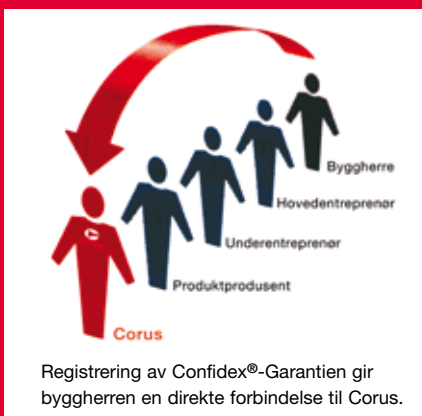 Byggherre
Hovedentreprenør
Underentreprenør
Produktprodusent
Corus
Registrering av Confidex®-Garantien gir
byggherren en direkte forbindelse til Corus.